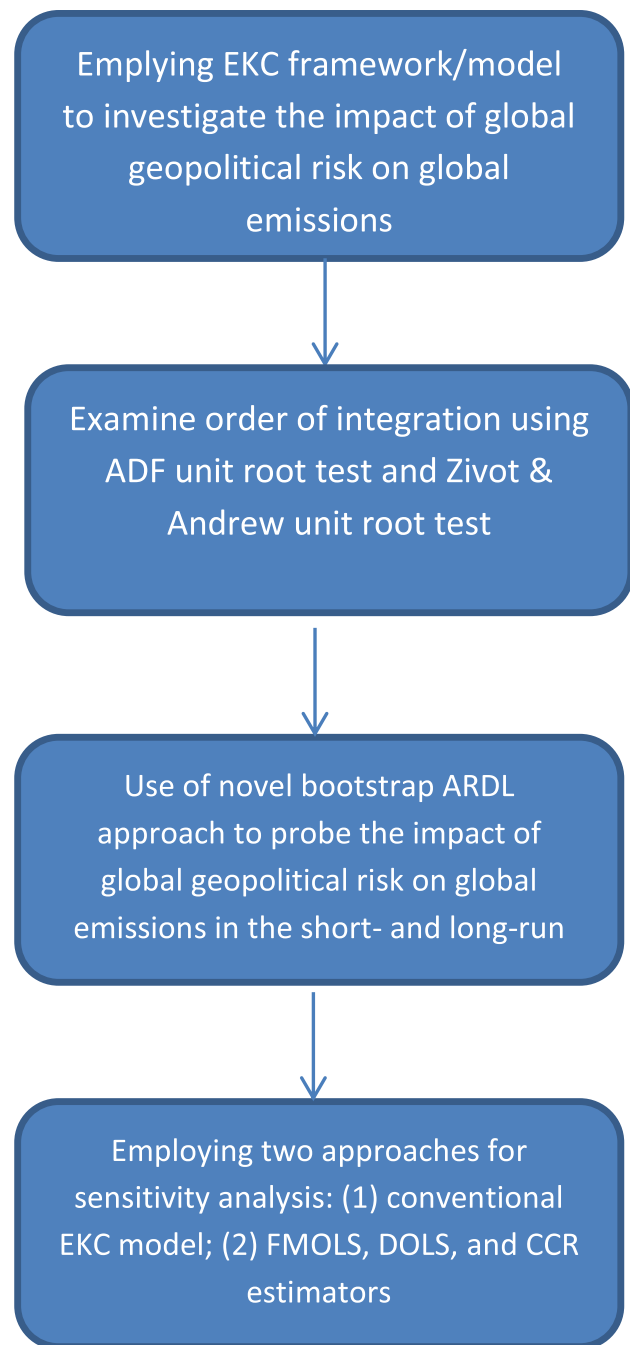 Emplying EKC framework/model
to investigate the impact of global
geopolitical risk on global
emissions
Examine order of integration using
ADF unit root test and Zivot &
Andrew unit root test
Use of novel bootstrap ARDL
approach to probe the impact of
global geopolitical risk on global
emissions in the short- and long-run
Employing two approaches for
sensitivity analysis: (1) conventional
EKC model; (2) FMOLS, DOLS, and CCR
estimators